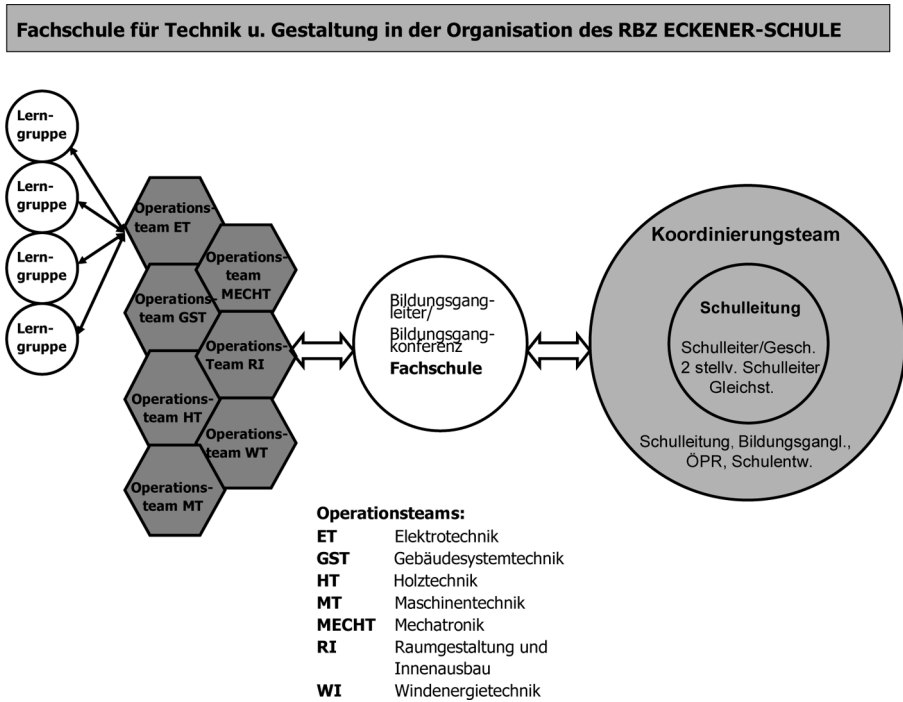 Fachschule für Technik u. Gestaltung in der Organisation des RBZ ECKENER-SCHULE
Lern-
gruppe
Lern-
gruppe
Lern-
gruppe
Lern-
gruppe
Operations-
team ET
Operations-
team
MECHT
Operations-
team GST
Operations-
Team RI
Operations-
team HT
Operations-
team WT
Operations-
team MT
Bildungsgang-
leiter/
Bildungsgang-
konferenz
Fachschule
Koordinierungsteam
Schulleitung
Schulleiter/Gesch.
2 stellv. Schulleiter
Gleichst.
Schulleitung, Bildungsgangl.,
ÖPR, Schulentw.
Operationsteams:
ET Elektrotechnik
GST Gebäudesystemtechnik
HT Holztechnik
MT Maschinentechnik
MECHT Mechatronik
RI Raumgestaltung und
Innenausbau
WI Windenergietechnik